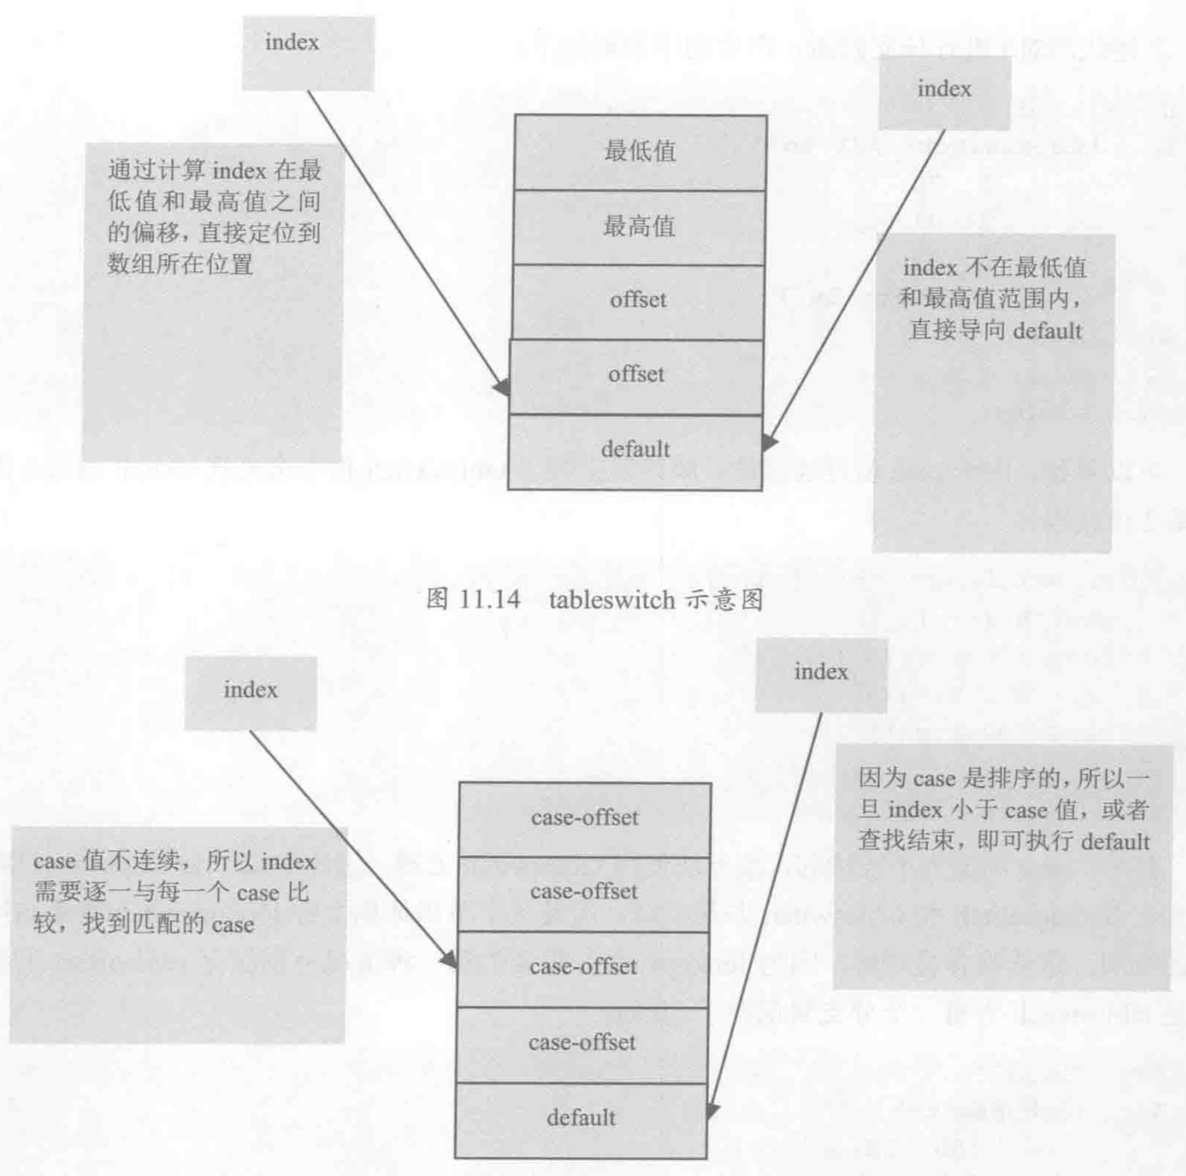 index
index
通过计算 index 在最
低值和最高值之间
的偏移，直接定位到
数组所在位置
最低值
最高值
offset
offset
default
index 不在最低值
和最高值范围内，
直接导向 default
图 11.14 tableswitch 示意图
index
index
case 值不连续，所以 index
需要逐一与每一个 case 比
较，找到匹配的 case
case-offset
case-offset
case-offset
case-offset
default
因为 case 是排序的，所以一
旦 index 小于 case 值，或者
查找结束，即可执行 default